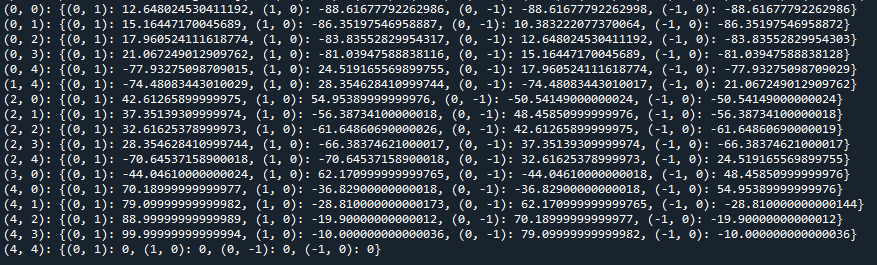 (0, 0): {(0, 1): 12.648024530411192, (1, 0): -88.61677792262986, (0, -1): -88.61677792262998, (-1, 0): -88.61677792262986}
(0, 1): {(0, 1): 15.16447170045689, (1, 0): -86.35197546958887, (0, -1): 10.383222077370064, (-1, 0): -86.35197546958872}
(0, 2): {(0, 1): 17.960524111618774, (1, 0): -83.83552829954317, (0, -1): 12.648024530411192, (-1, 0): -83.83552829954303}
(0, 3): {(0, 1): 21.067249012909762, (1, 0): -81.03947588838116, (0, -1): 15.16447170045689, (-1, 0): -81.03947588838128}
(0, 4): {(0, 1): -77.93275098709015, (1, 0): 24.519165569899755, (0, -1): 17.960524111618774, (-1, 0): -77.93275098709029}
(1, 4): {(0, 1): -74.48083443010029, (1, 0): 28.354628410999744, (0, -1): -74.48083443010017, (-1, 0): 21.067249012909762}
(2, 0): {(0, 1): 42.61265899999975, (1, 0): 54.95389999999976, (0, -1): -50.54149000000024, (-1, 0): -50.54149000000024}
(2, 1): {(0, 1): 37.35139309999974, (1, 0): -56.38734100000018, (0, -1): 48.45850999999976, (-1, 0): -56.38734100000018}
(2, 2): {(0, 1): 32.61625378999973, (1, 0): -61.64860690000026, (0, -1): 42.61265899999975, (-1, 0): -61.64860690000019}
(2, 3): {(0, 1): 28.354628410999744, (1, 0): -66.38374621000017, (0, -1): 37.35139309999974, (-1, 0): -66.38374621000017}
(2, 4): {(0, 1): -70.64537158900018, (1, 0): -70.64537158900018, (0, -1): 32.61625378999973, (-1, 0): 24.519165569899755}
(3, 0): {(0, 1): -44.04610000000024, (1, 0): 62.170999999999765, (0, -1): -44.04610000000018, (-1, 0): 48.45850999999976}
(4, 0): {(0, 1): 70.18999999999977, (1, 0): -36.82900000000018, (0, -1): -36.82900000000018, (-1, 0): 54.95389999999976}
(4, 1): {(0, 1): 79.09999999999982, (1, 0): -28.810000000000173, (0, -1): 62.170999999999765, (-1, 0): -28.810000000000144}
(4, 2): {(0, 1): 88.99999999999989, (1, 0): -19.90000000000012, (0, -1): 70.18999999999977, (-1, 0): -19.90000000000012}
(4, 3): {(0, 1): 99.99999999999994, (1, 0): -10.000000000000036, (0, -1): 79.09999999999982, (-1, 0): -10.000000000000036}
(4, 4): {(0, 1): 0, (1, 0): 0, (0, -1): 0, (-1, 0): 0}